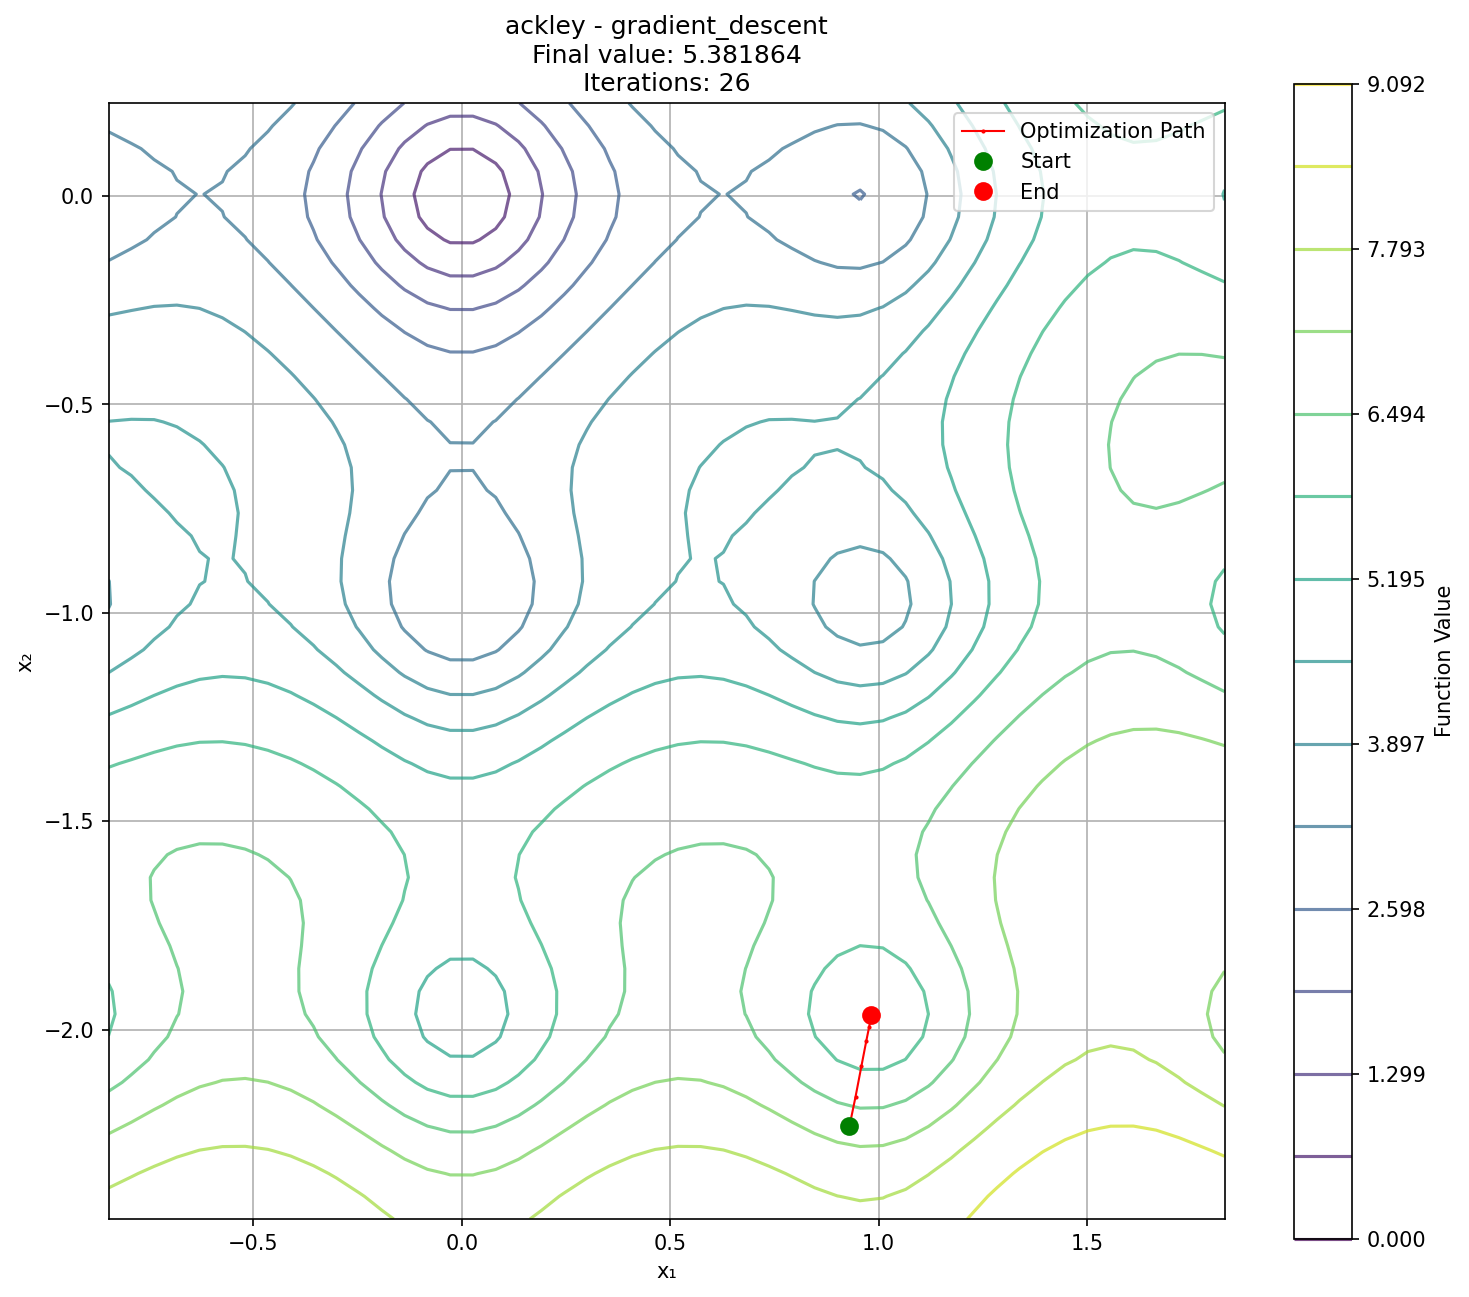 ackley - gradient_descent
Final value: 5.381864
Iterations: 26
Optimization Path
Start
End
0.0
−0.5
−1.0
−1.5
−2.0
x₂
−0.5
0.0
0.5
1.0
1.5
x₁
9.092
7.793
6.494
5.195
3.897
2.598
1.299
0.000
Function Value